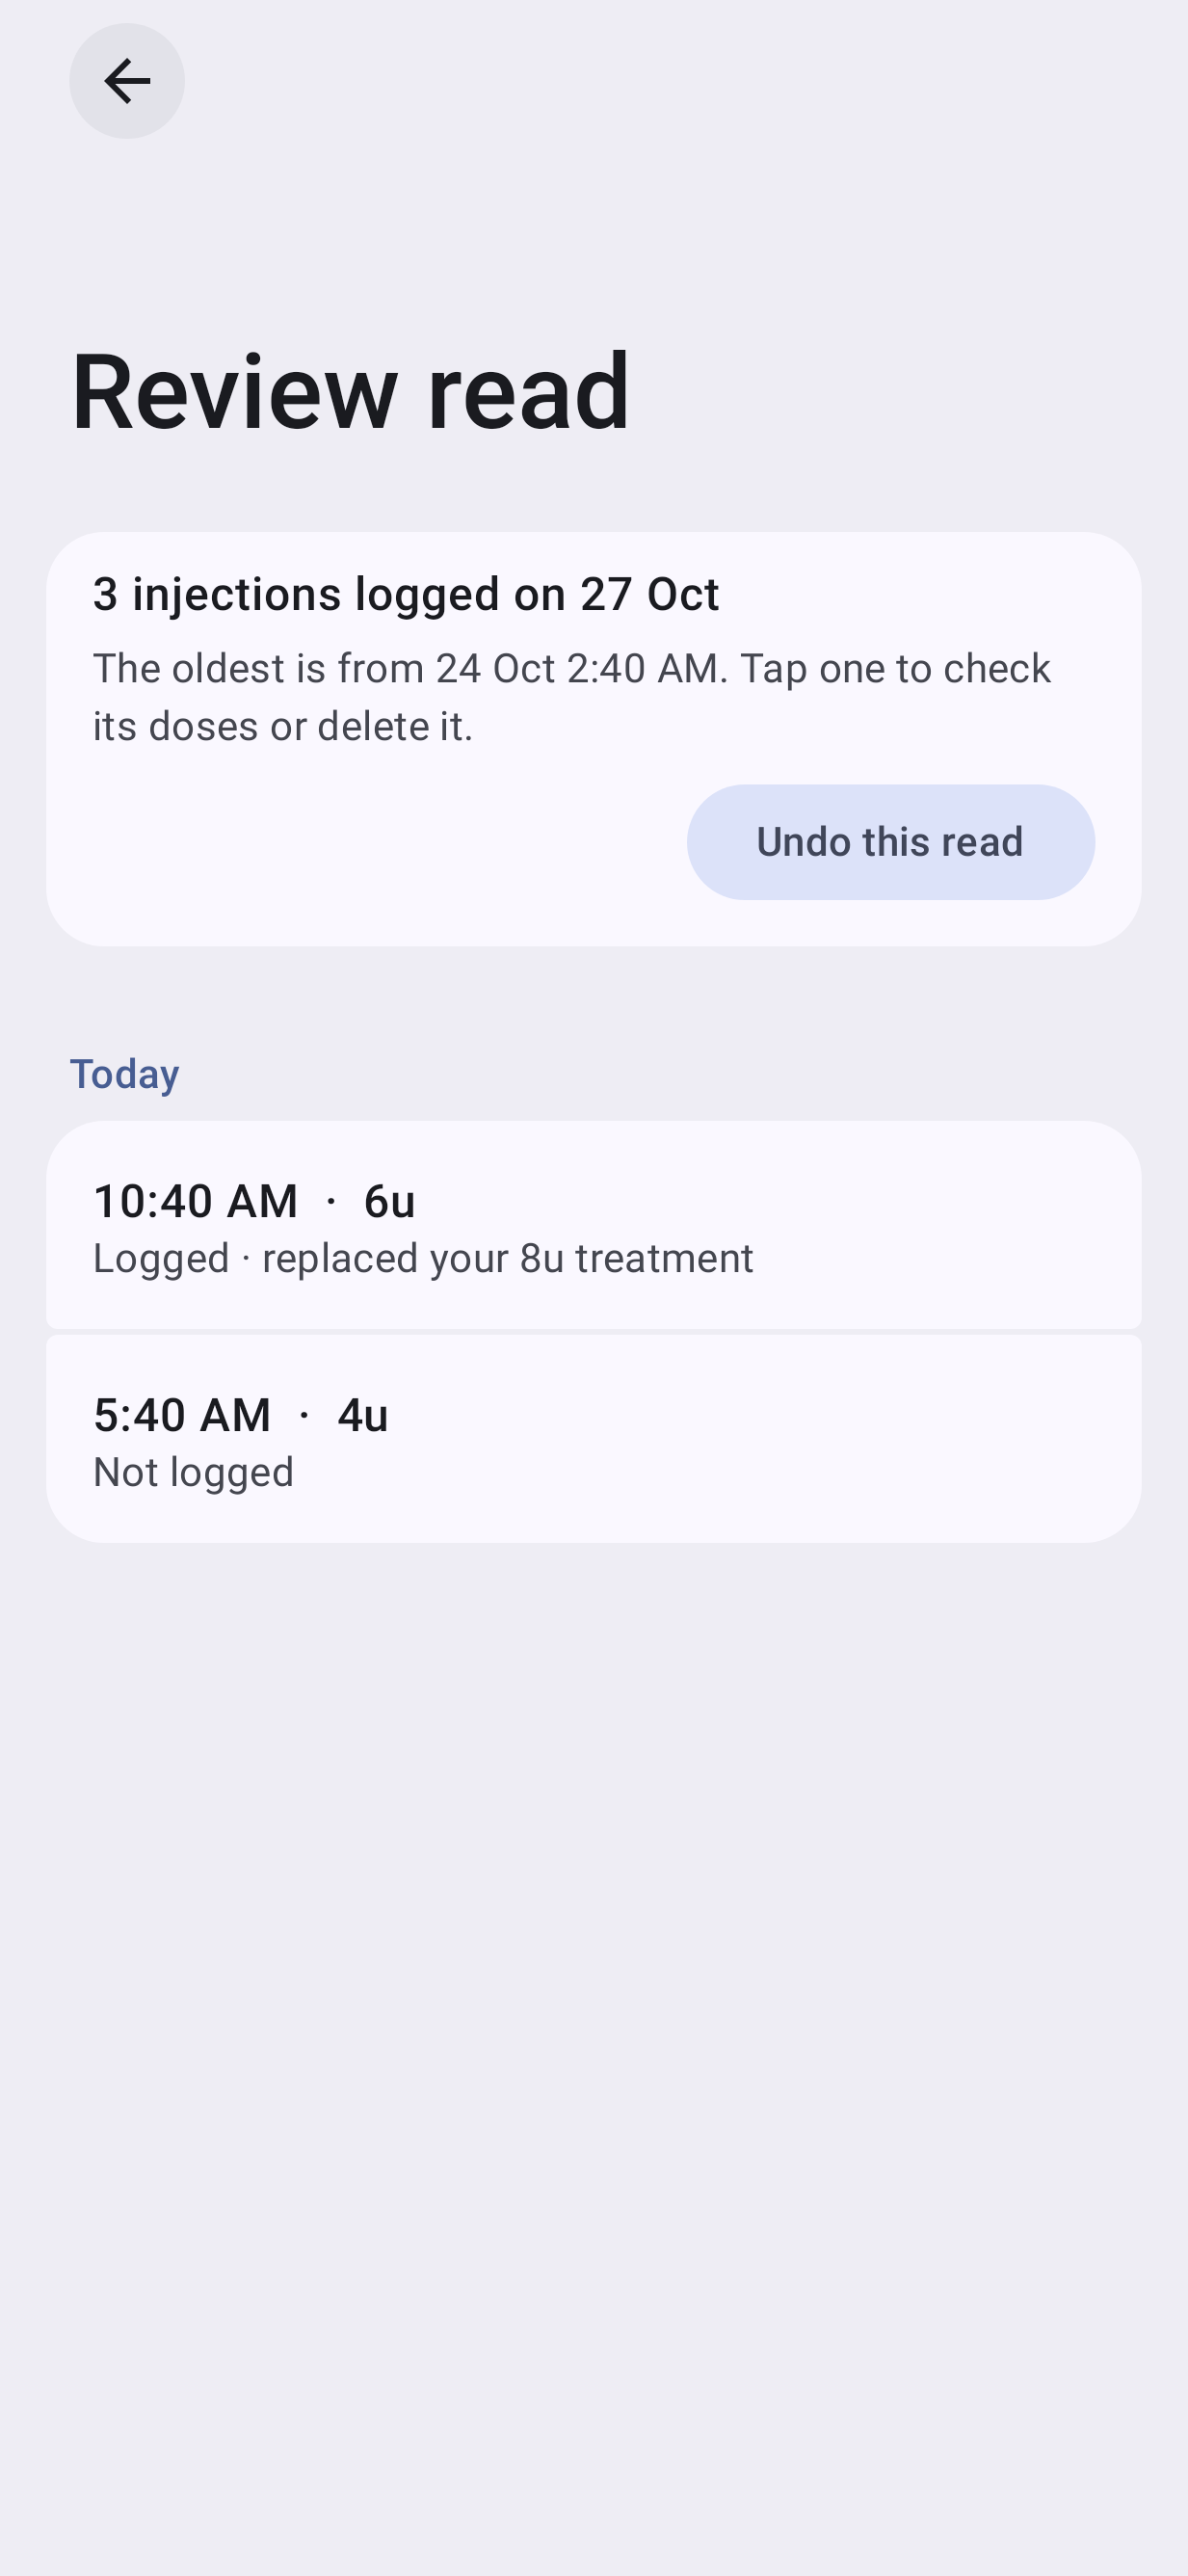 Review read
3 injections logged on 27 Oct
The oldest is from 24 Oct 2:40 AM. Tap one to check
its doses or delete it.
Undo this read
Today
10:40 AM · 6u
Logged · replaced your 8u treatment
5:40 AM · 4u
Not logged